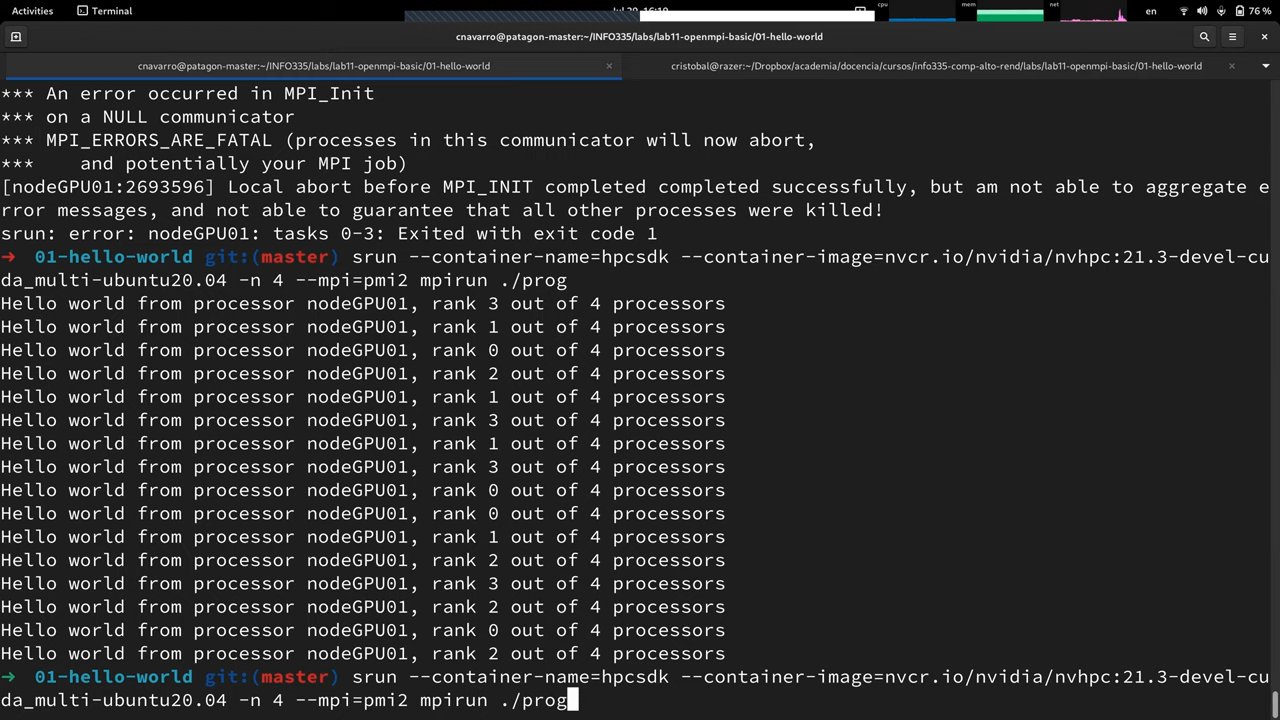 Activities Terminal
cpu mem net en 76 %
cnavarro@patagon-master:~/INFO335/labs/lab11-openmpi-basic/01-hello-world
cnavarro@patagon-master:~/INFO335/labs/lab11-openmpi-basic/01-hello-world × cristobal@razer:~/Dropbox/academia/docencia/cursos/info335-comp-alto-rend/labs/lab11-openmpi-basic/01-hello-world ×
*** An error occurred in MPI_Init
*** on a NULL communicator
*** MPI_ERRORS_ARE_FATAL (processes in this communicator will now abort,
***    and potentially your MPI job)
[nodeGPU01:2693596] Local abort before MPI_INIT completed completed successfully, but am not able to aggregate e
rror messages, and not able to guarantee that all other processes were killed!
srun: error: nodeGPU01: tasks 0-3: Exited with exit code 1
➜  01-hello-world git:(master) srun --container-name=hpcsdk --container-image=nvcr.io/nvidia/nvhpc:21.3-devel-cu
da_multi-ubuntu20.04 -n 4 --mpi=pmi2 mpirun ./prog
Hello world from processor nodeGPU01, rank 3 out of 4 processors
Hello world from processor nodeGPU01, rank 1 out of 4 processors
Hello world from processor nodeGPU01, rank 0 out of 4 processors
Hello world from processor nodeGPU01, rank 2 out of 4 processors
Hello world from processor nodeGPU01, rank 1 out of 4 processors
Hello world from processor nodeGPU01, rank 3 out of 4 processors
Hello world from processor nodeGPU01, rank 1 out of 4 processors
Hello world from processor nodeGPU01, rank 3 out of 4 processors
Hello world from processor nodeGPU01, rank 0 out of 4 processors
Hello world from processor nodeGPU01, rank 0 out of 4 processors
Hello world from processor nodeGPU01, rank 1 out of 4 processors
Hello world from processor nodeGPU01, rank 2 out of 4 processors
Hello world from processor nodeGPU01, rank 3 out of 4 processors
Hello world from processor nodeGPU01, rank 2 out of 4 processors
Hello world from processor nodeGPU01, rank 0 out of 4 processors
Hello world from processor nodeGPU01, rank 2 out of 4 processors
➜  01-hello-world git:(master) srun --container-name=hpcsdk --container-image=nvcr.io/nvidia/nvhpc:21.3-devel-cu
da_multi-ubuntu20.04 -n 4 --mpi=pmi2 mpirun ./prog